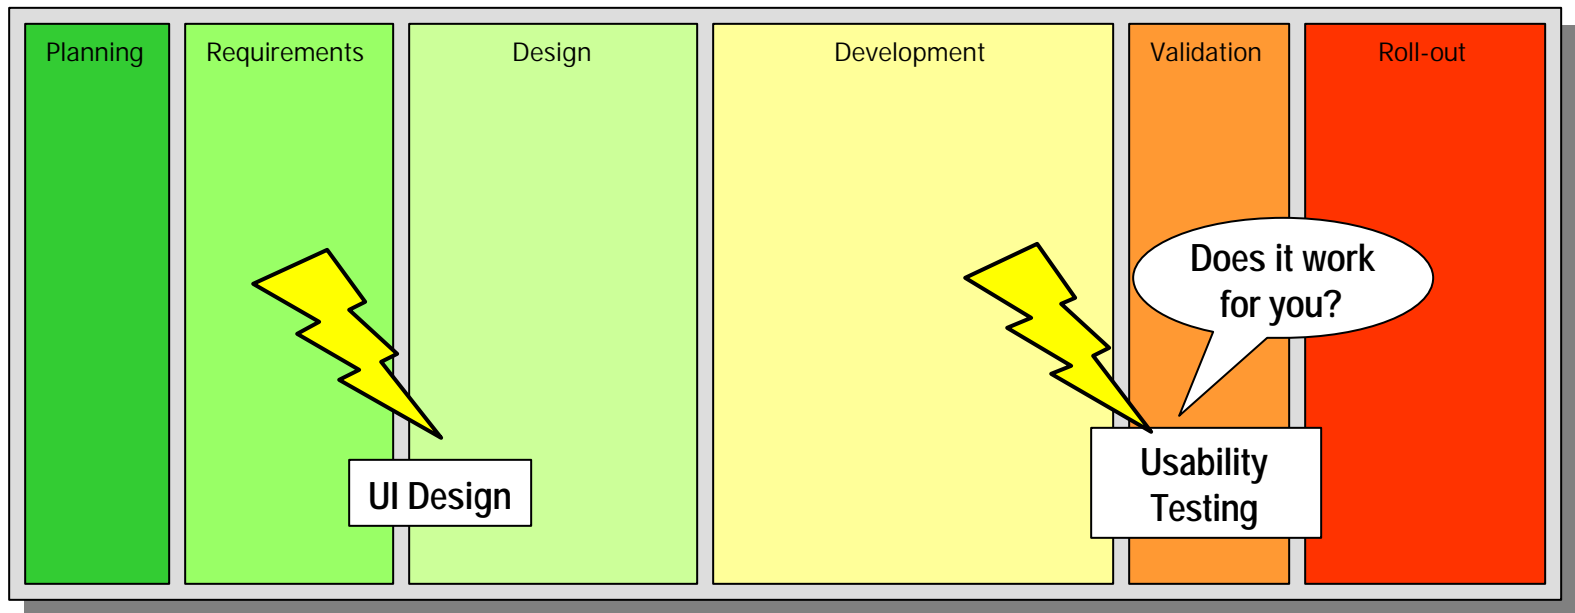 Planning
Requirements
Design
Development
Validation
Roll-out
Does it work
for you?
UI Design
Usability
Testing